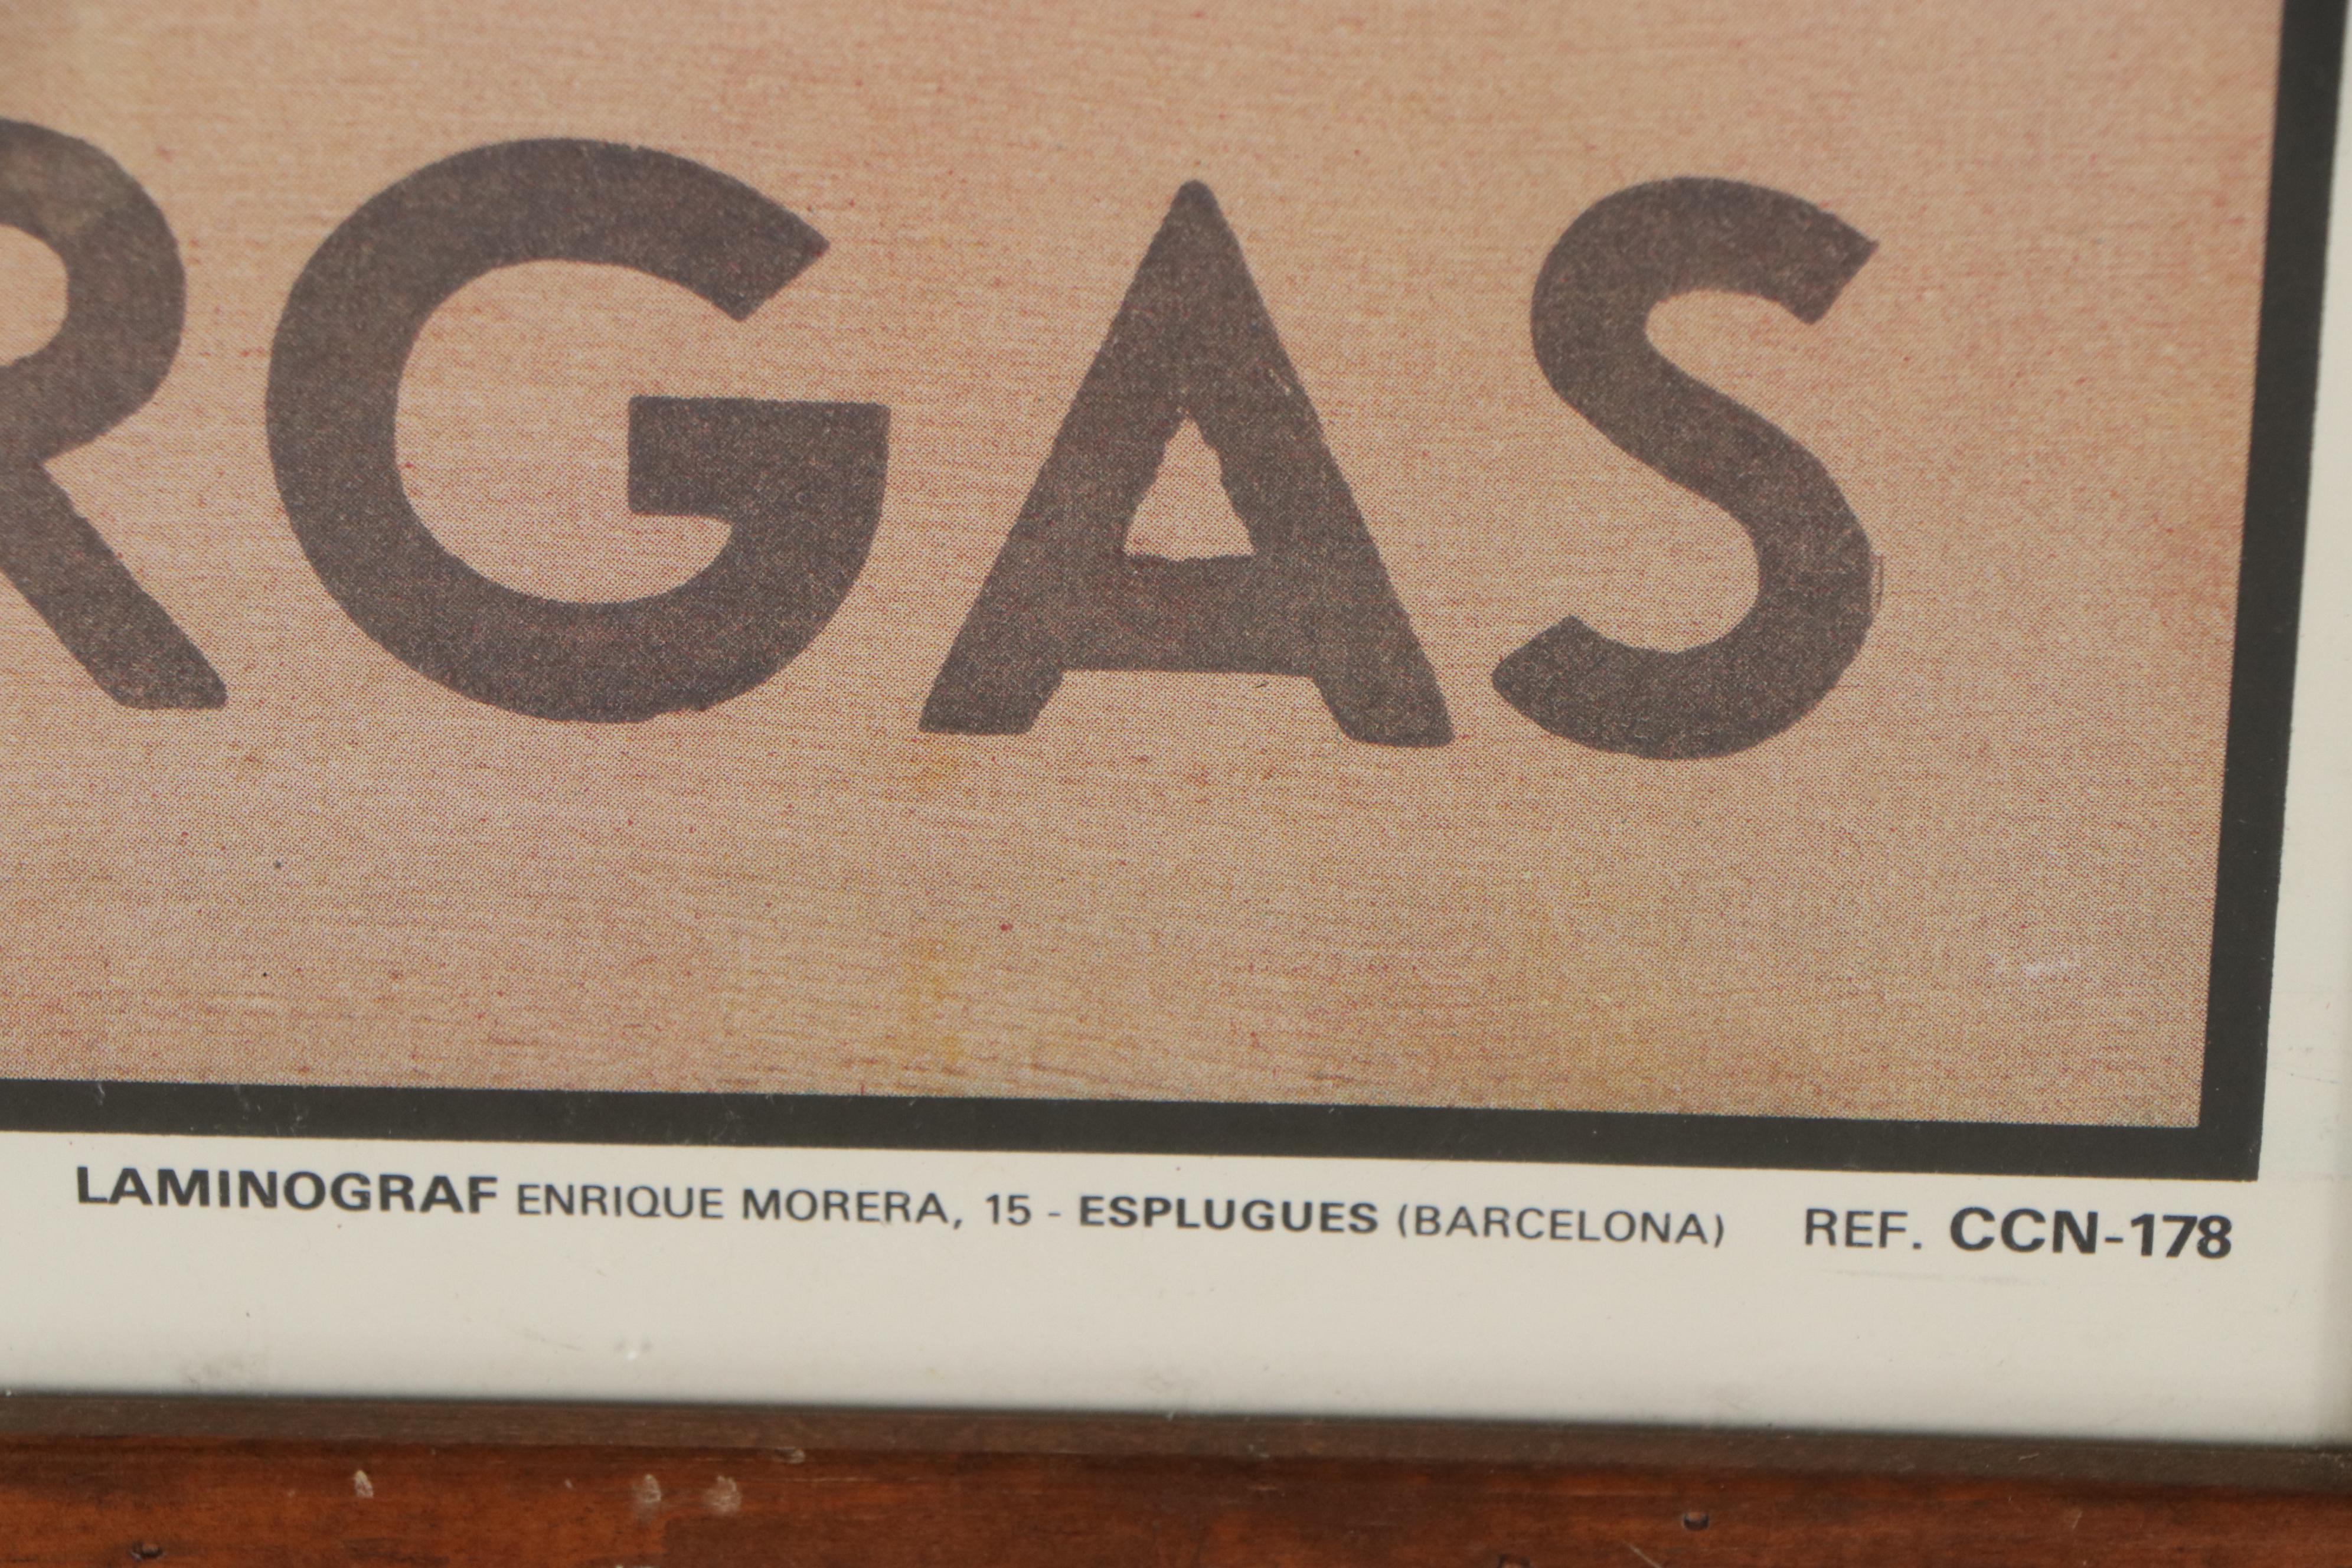 RGAS
LAMINOGRAF ENRIQUE MORERA, 15 - ESPLUGUES (BARCELONA) REF. CCN-178